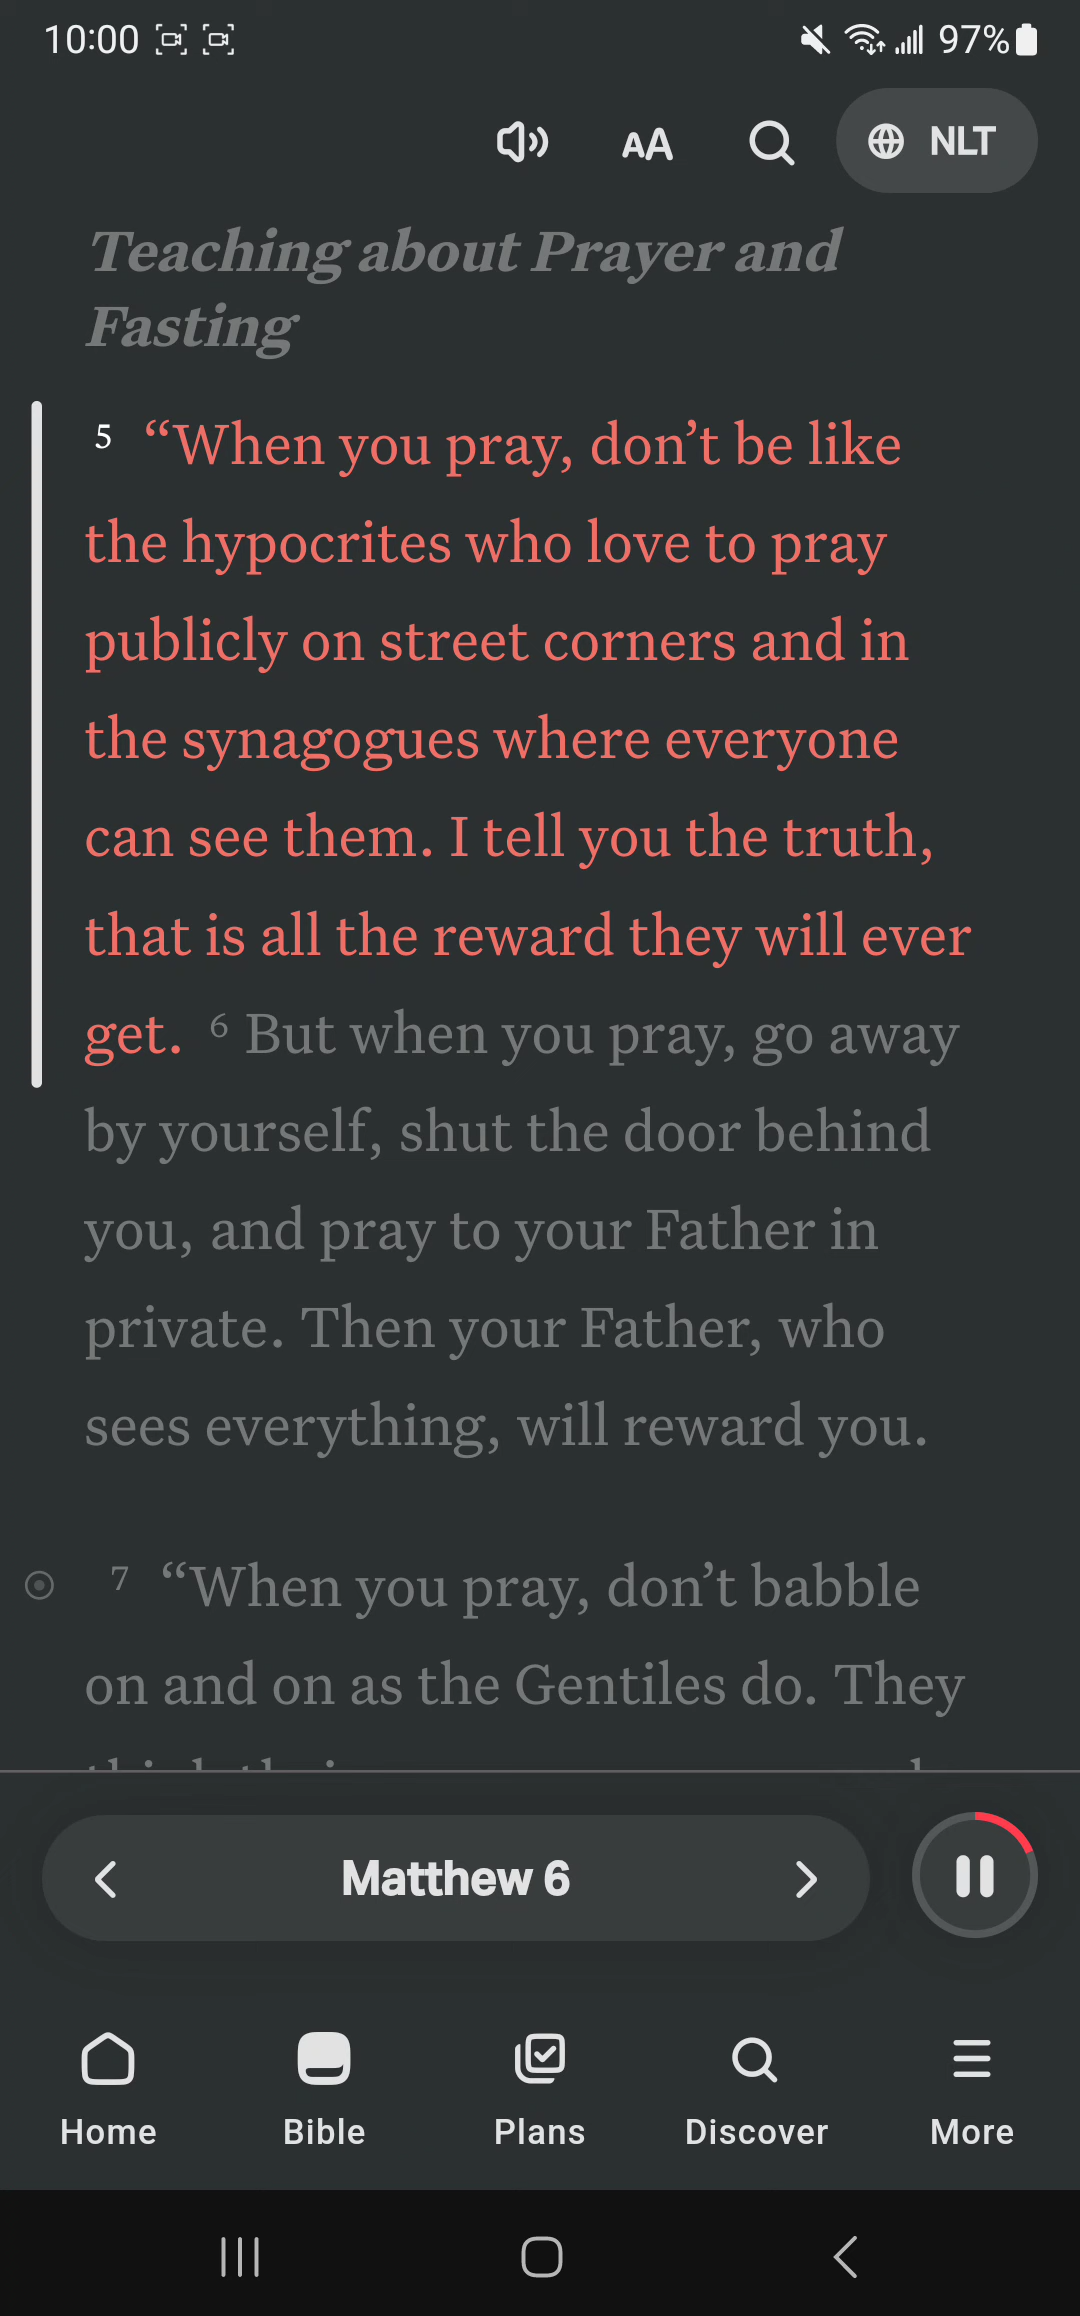 10:00
97%
AA
NLT
Teaching about Prayer and
Fasting
5 “When you pray, don’t be like
the hypocrites who love to pray
publicly on street corners and in
the synagogues where everyone
can see them. I tell you the truth,
that is all the reward they will ever
get. 6 But when you pray, go away
by yourself, shut the door behind
you, and pray to your Father in
private. Then your Father, who
sees everything, will reward you.
7 “When you pray, don’t babble
on and on as the Gentiles do. They
Matthew 6
Home Bible Plans Discover More